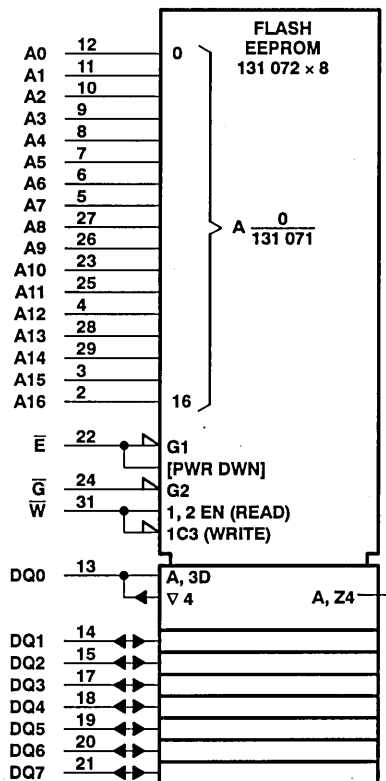 FLASH
EEPROM
131 072 × 8
A0 12 0
A1 11
A2 10
A3 9
A4 8
A5 7
A6 6
A7 5
A8 27
A 0
131 071
A9 26
A10 23
A11 25
A12 4
A13 28
A14 29
A15 3
A16 2 16
E 22 G1
[PWR DWN]
G 24 G2
W 31 1, 2 EN (READ)
1C3 (WRITE)
DQ0 13 A, 3D
∇ 4 A, Z4
DQ1 14
DQ2 15
DQ3 17
DQ4 18
DQ5 19
DQ6 20
DQ7 21